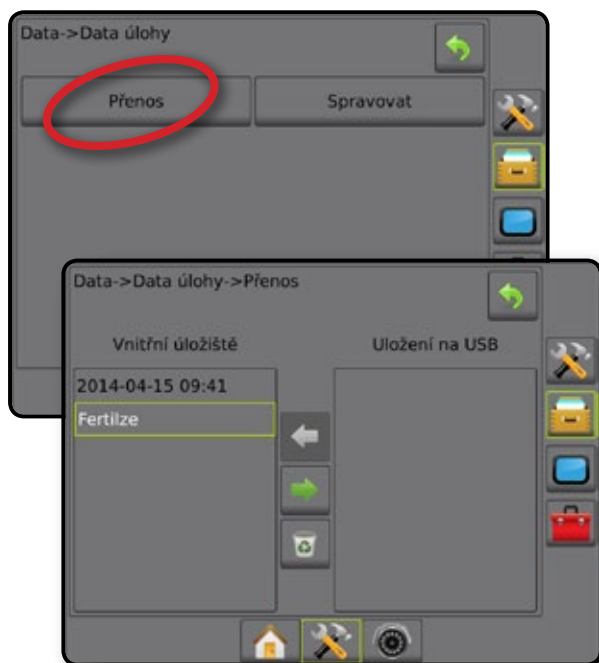 Data->Data úlohy
Přenos
Spravovat
Data->Data úlohy->Přenos
Vnitřní úložiště
Uložení na USB
2014-04-15 09:41
Fertilze